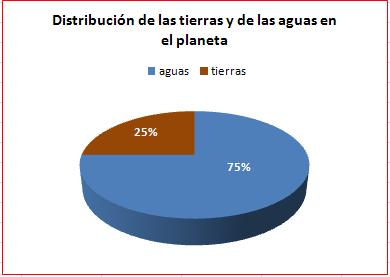 Distribución de las tierras y de las aguas en
el planeta
aguas tierras
25%
75%